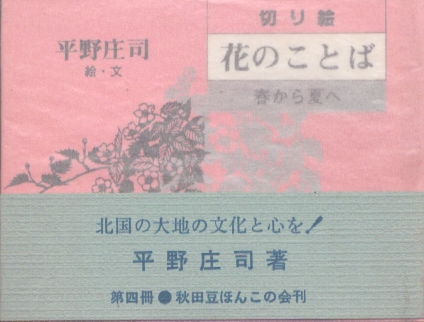 切り絵
花のことば
春から夏へ
平野庄司
絵・文
北国の大地の文化と心を!
平野庄司著
第四冊●秋田豆ほんこの会刊